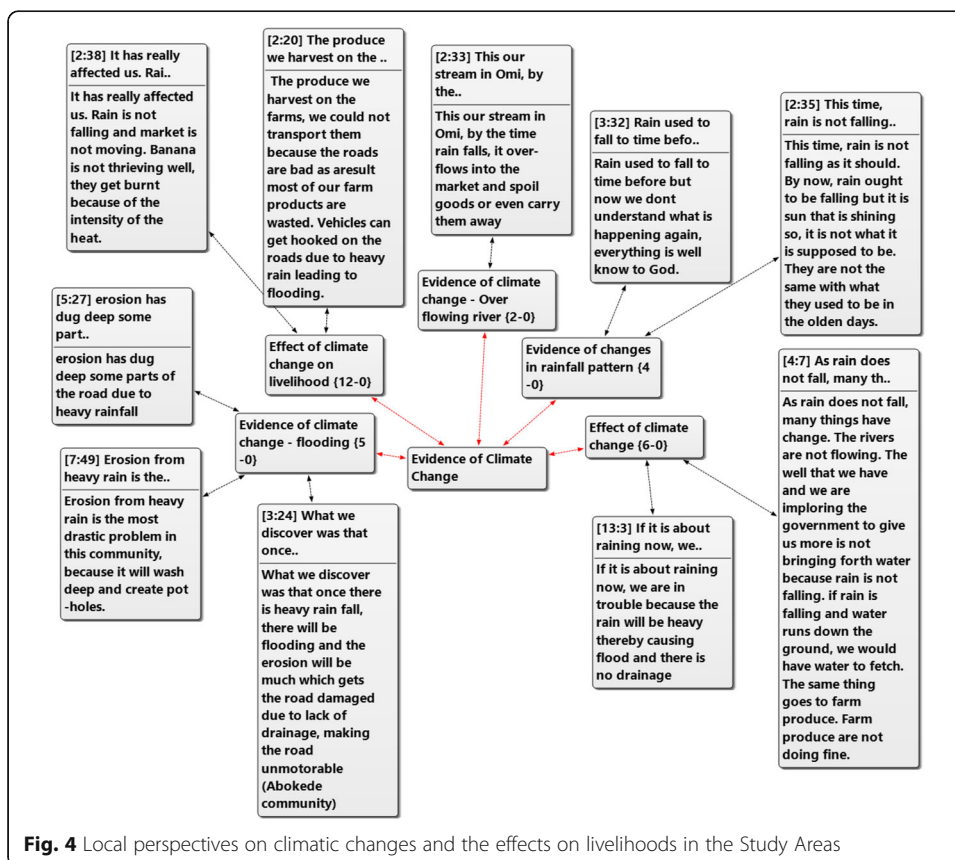 [2:38] It has really
affected us. Rai..
It has really affected
us. Rain is not
falling and market is
not moving. Banana
is not thrieving well,
they get burnt
because of the
intensity of the
heat.
[2:20] The produce
we harvest on the ..
The produce we
harvest on the
farms, we could not
transport them
because the roads
are bad as aresult
most of our farm
products are
wasted. Vehicles can
get hooked on the
roads due to heavy
rain leading to
flooding.
[2:33] This our
stream in Omi, by
the..
This our stream in
Omi, by the time
rain falls, it over-
flows into the
market and spoil
goods or even carry
them away
[3:32] Rain used to
fall to time befo..
Rain used to fall to
time before but
now we dont
understand what is
happening again,
everything is well
know to God.
[2:35] This time,
rain is not falling..
This time, rain is not
falling as it should.
By now, rain ought
to be falling but it is
sun that is shining
so, it is not what it
is supposed to be.
They are not the
same with what
they used to be in
the olden days.
[5:27] erosion has
dug deep some
part..
erosion has dug
deep some parts of
the road due to
heavy rainfall
Effect of climate
change on
livelihood {12-0}
Evidence of climate
change - Over
flowing river {2-0}
Evidence of changes
in rainfall pattern {4
-0}
Evidence of climate
change - flooding {5
-0}
Evidence of Climate
Change
Effect of climate
change {6-0}
[4:7] As rain does
not fall, many th..
As rain does not fall,
many things have
change. The rivers
are not flowing. The
well that we have
and we are
imploring the
government to give
us more is not
bringing forth water
because rain is not
falling. if rain is
falling and water
runs down the
ground, we would
have water to fetch.
The same thing
goes to farm
produce. Farm
produce are not
doing fine.
[7:49] Erosion from
heavy rain is the..
Erosion from heavy
rain is the most
drastic problem in
this community,
because it will wash
deep and create pot
-holes.
[3:24] What we
discover was that
once..
What we discover
was that once there
is heavy rain fall,
there will be
flooding and the
erosion will be
much which gets
the road damaged
due to lack of
drainage, making
the road
unmotorable
(Abokede
community)
[13:3] If it is about
raining now, we..
If it is about raining
now, we are in
trouble because the
rain will be heavy
thereby causing
flood and there is
no drainage
Fig. 4 Local perspectives on climatic changes and the effects on livelihoods in the Study Areas